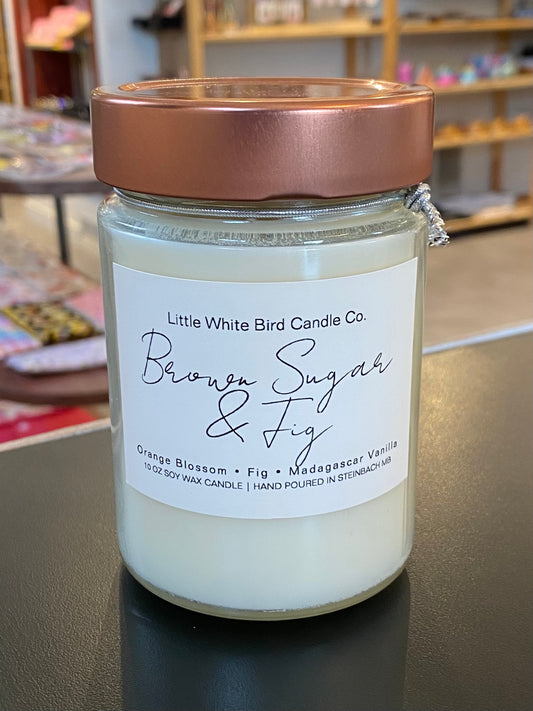 Little White Bird Candle Co.
Brown Sugar
& Fig
Orange Blossom • Fig • Madagascar Vanilla
10 OZ SOY WAX CANDLE | HAND POURED IN STEINBACH MB